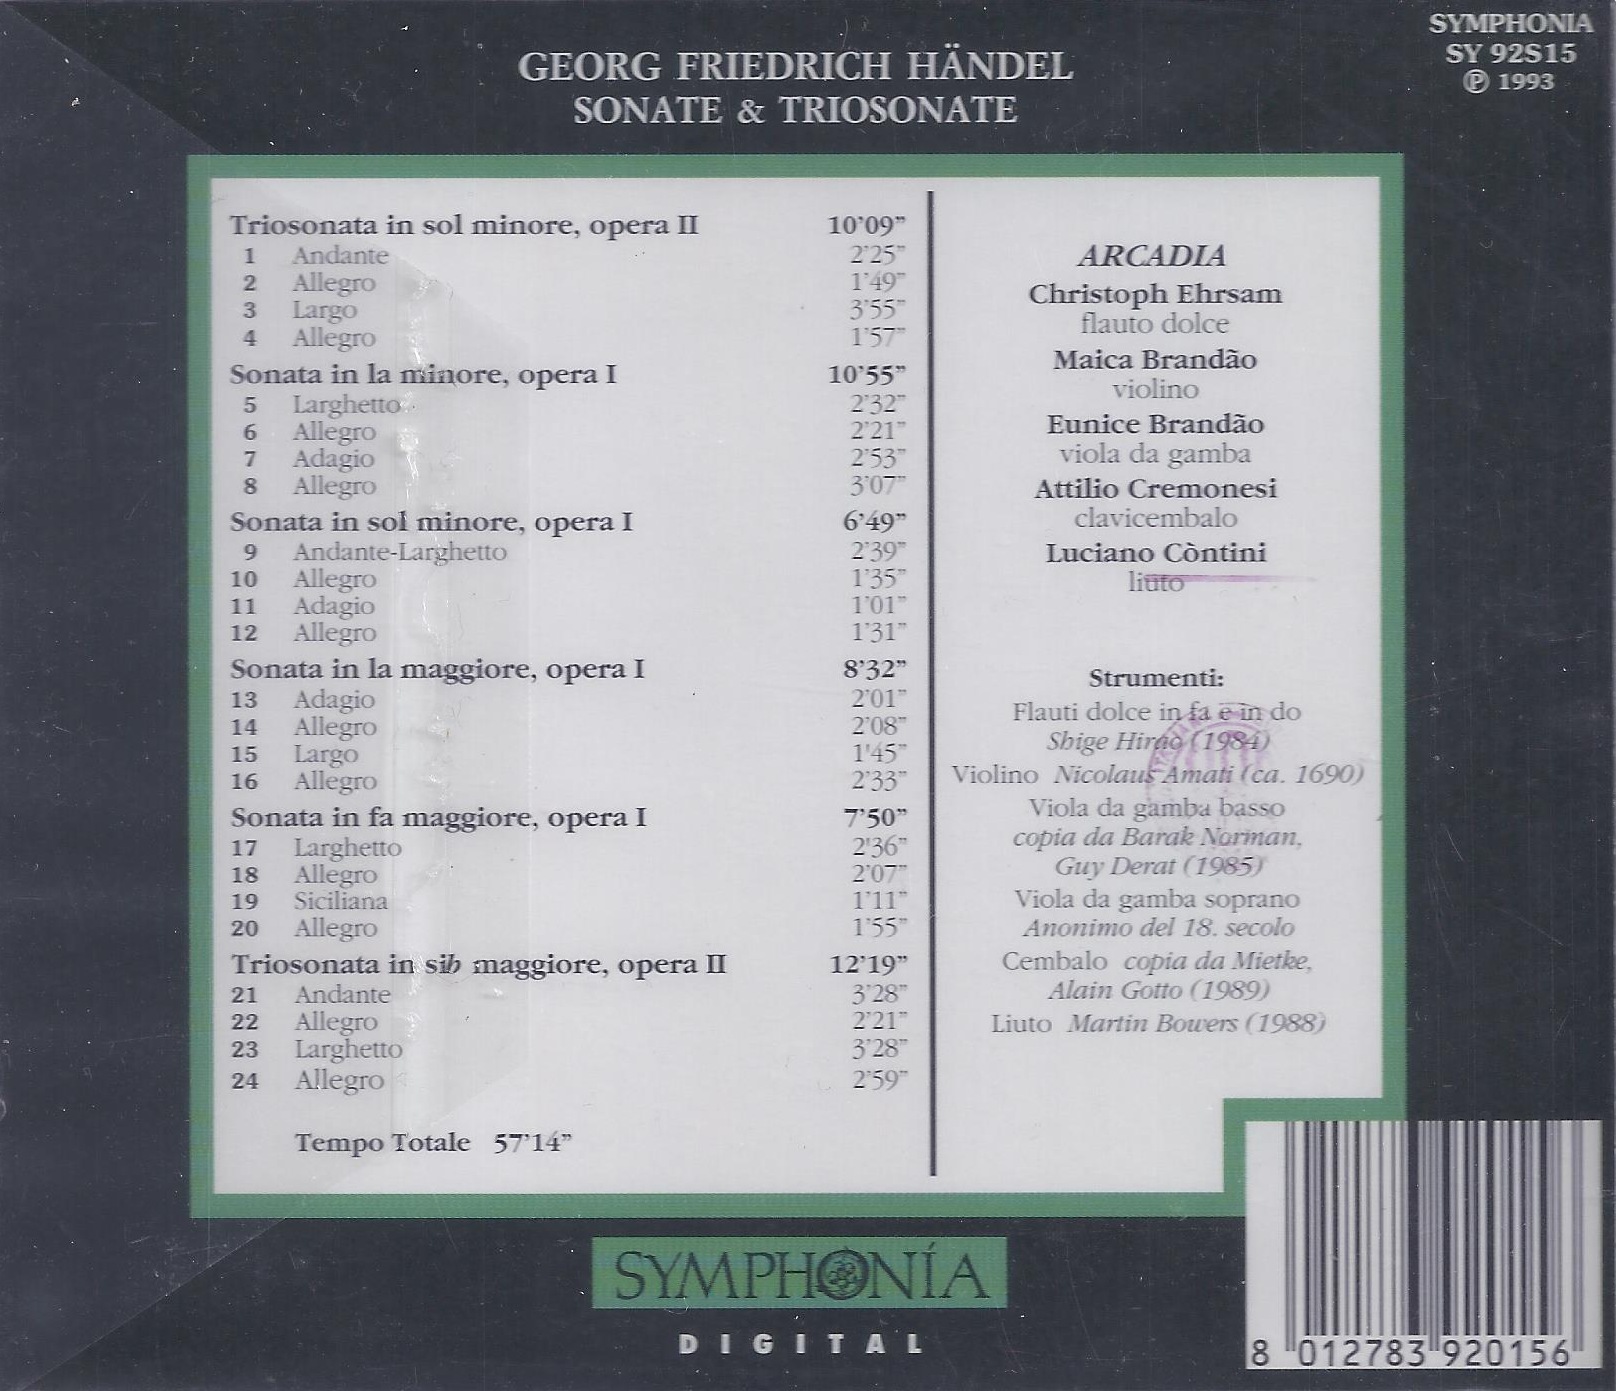 SYMPHONIA
SY 92S15
℗ 1993
GEORG FRIEDRICH HÄNDEL
SONATE & TRIOSONATE
Triosonata in sol minore, opera II 10'09"
1 Andante 2'25"
2 Allegro 1'49"
3 Largo 3'55"
4 Allegro 1'57"
Sonata in la minore, opera I 10'55"
5 Larghetto 2'32"
6 Allegro 2'21"
7 Adagio 2'53"
8 Allegro 3'07"
Sonata in sol minore, opera I 6'49"
9 Andante-Larghetto 2'39"
10 Allegro 1'35"
11 Adagio 1'01"
12 Allegro 1'31"
Sonata in la maggiore, opera I 8'32"
13 Adagio 2'01"
14 Allegro 2'08"
15 Largo 1'45"
16 Allegro 2'33"
Sonata in fa maggiore, opera I 7'50"
17 Larghetto 2'36"
18 Allegro 2'07"
19 Siciliana 1'11"
20 Allegro 1'55"
Triosonata in sib maggiore, opera II 12'19"
21 Andante 3'28"
22 Allegro 2'21"
23 Larghetto 3'28"
24 Allegro 2'59"
Tempo Totale 57'14"
ARCADIA
Christoph Ehrsam
flauto dolce
Maica Brandão
violino
Eunice Brandão
viola da gamba
Attilio Cremonesi
clavicembalo
Luciano Còntini
liuto
Strumenti:
Flauti dolce in fa e in do
Shige Hirao (1984)
Violino Nicolaus Amati (ca. 1690)
Viola da gamba basso
copia da Barak Norman,
Guy Derat (1985)
Viola da gamba soprano
Anonimo del 18. secolo
Cembalo copia da Mietke,
Alain Gotto (1989)
Liuto Martin Bowers (1988)
SYMPHONÍA
DIGITAL
8 012783 920156